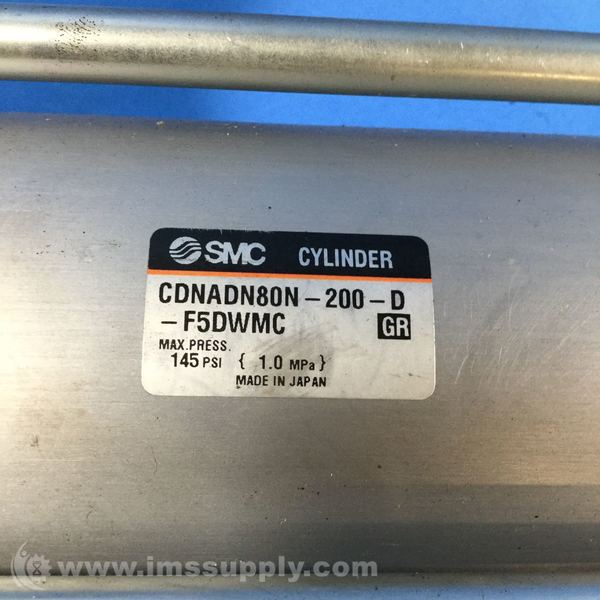 SMC CYLINDER
CDNADN80N-200-D
-F5DWMC GR
MAX.PRESS.
145 PSI { 1.0 MPa }
MADE IN JAPAN
www.imssupply.com